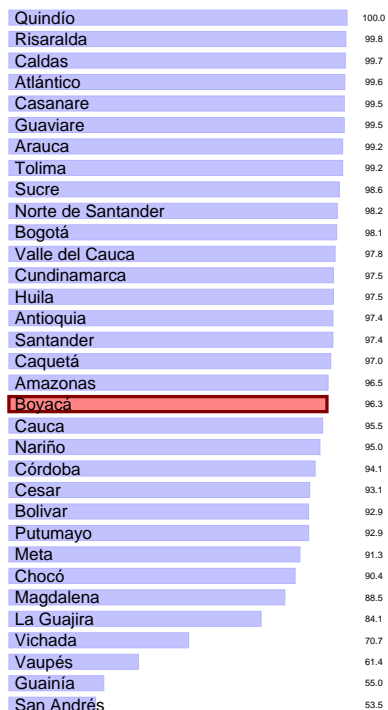 Quindío 100.0
Risaralda 99.8
Caldas 99.7
Atlántico 99.6
Casanare 99.5
Guaviare 99.5
Arauca 99.2
Tolima 99.2
Sucre 98.6
Norte de Santander 98.2
Bogotá 98.1
Valle del Cauca 97.8
Cundinamarca 97.5
Huila 97.5
Antioquia 97.4
Santander 97.4
Caquetá 97.0
Amazonas 96.5
Boyacá 96.3
Cauca 95.5
Nariño 95.0
Córdoba 94.1
Cesar 93.1
Bolivar 92.9
Putumayo 92.9
Meta 91.3
Chocó 90.4
Magdalena 88.5
La Guajira 84.1
Vichada 70.7
Vaupés 61.4
Guainía 55.0
San Andrés 53.5